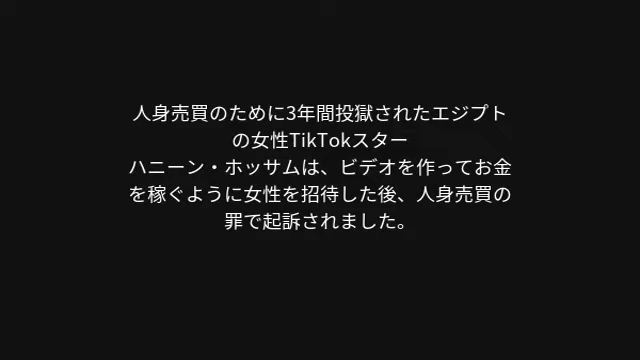 人身売買のために3年間投獄されたエジプト
の女性TikTokスター
ハニーン・ホッサムは、ビデオを作ってお金
を稼ぐように女性を招待した後、人身売買の
罪で起訴されました。